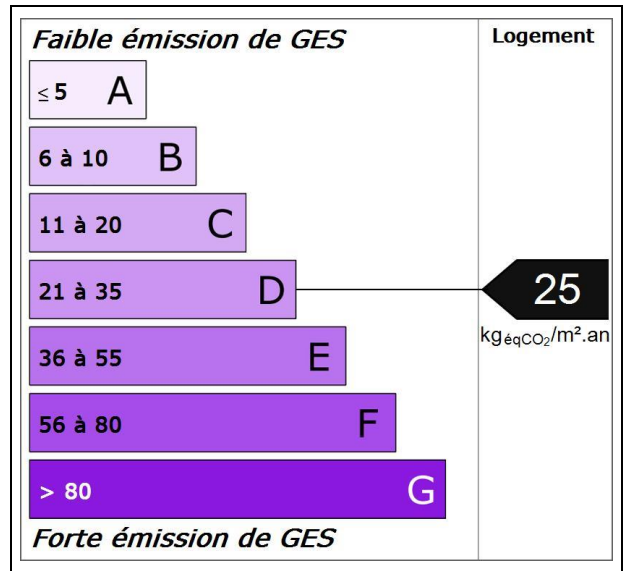 Faible émission de GES
Logement
≤ 5 A
6 à 10 B
11 à 20 C
21 à 35 D
25
kgéqCO₂/m².an
36 à 55 E
56 à 80 F
> 80 G
Forte émission de GES